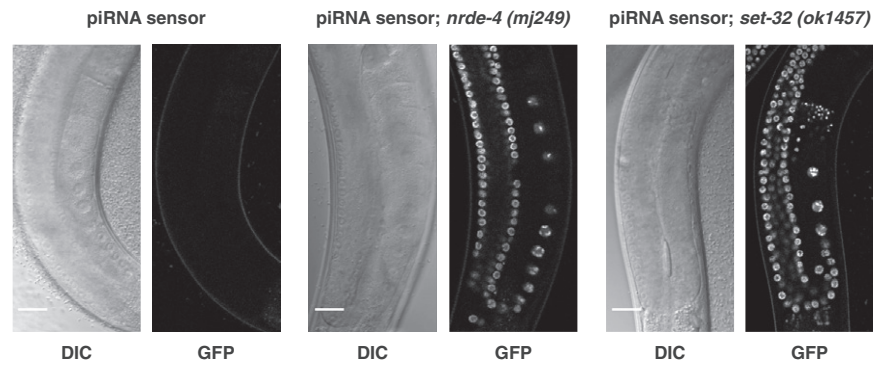 piRNA sensor
piRNA sensor; nrde-4 (mj249)
piRNA sensor; set-32 (ok1457)
DIC
GFP
DIC
GFP
DIC
GFP